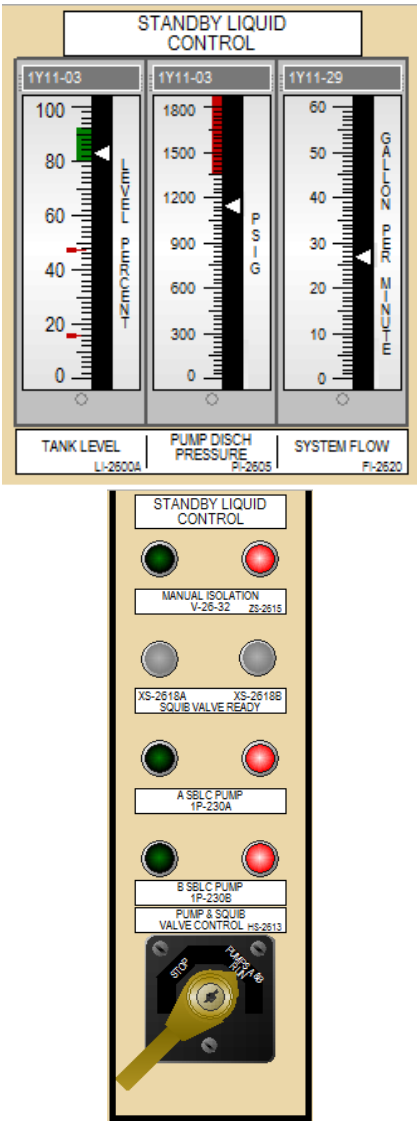 STANDBY LIQUID
CONTROL
1Y11-03
1Y11-03
1Y11-29
100
80
60
40
20
0
LEVEL PERCENT
1800
1500
1200
900
600
300
0
PSIG
60
50
40
30
20
10
0
GALLON PER MINUTE
TANK LEVEL
LI-2600A
PUMP DISCH
PRESSURE
PI-2605
SYSTEM FLOW
FI-2620
STANDBY LIQUID
CONTROL
MANUAL ISOLATION
V-26-32 ZS-2615
XS-2618A XS-2618B
SQUIB VALVE READY
A SBLC PUMP
1P-230A
B SBLC PUMP
1P-230B
PUMP & SQUIB
VALVE CONTROL HS-2613
STOP
PUMPS A &B
RUN